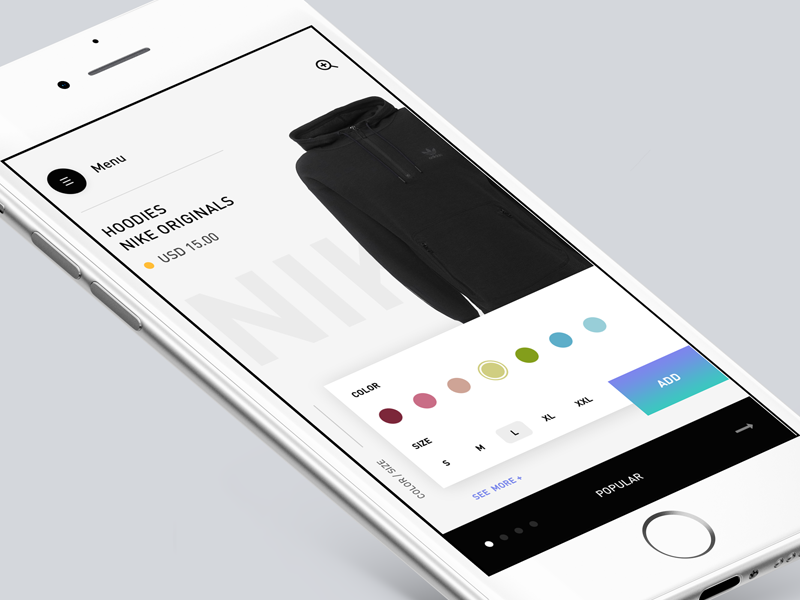 Menu
HOODIES
NIKE ORIGINALS
USD 15.00
NIK
COLOR
SIZE
S
M
L
XL
XXL
ADD
COLOR / SIZE
SEE MORE +
POPULAR